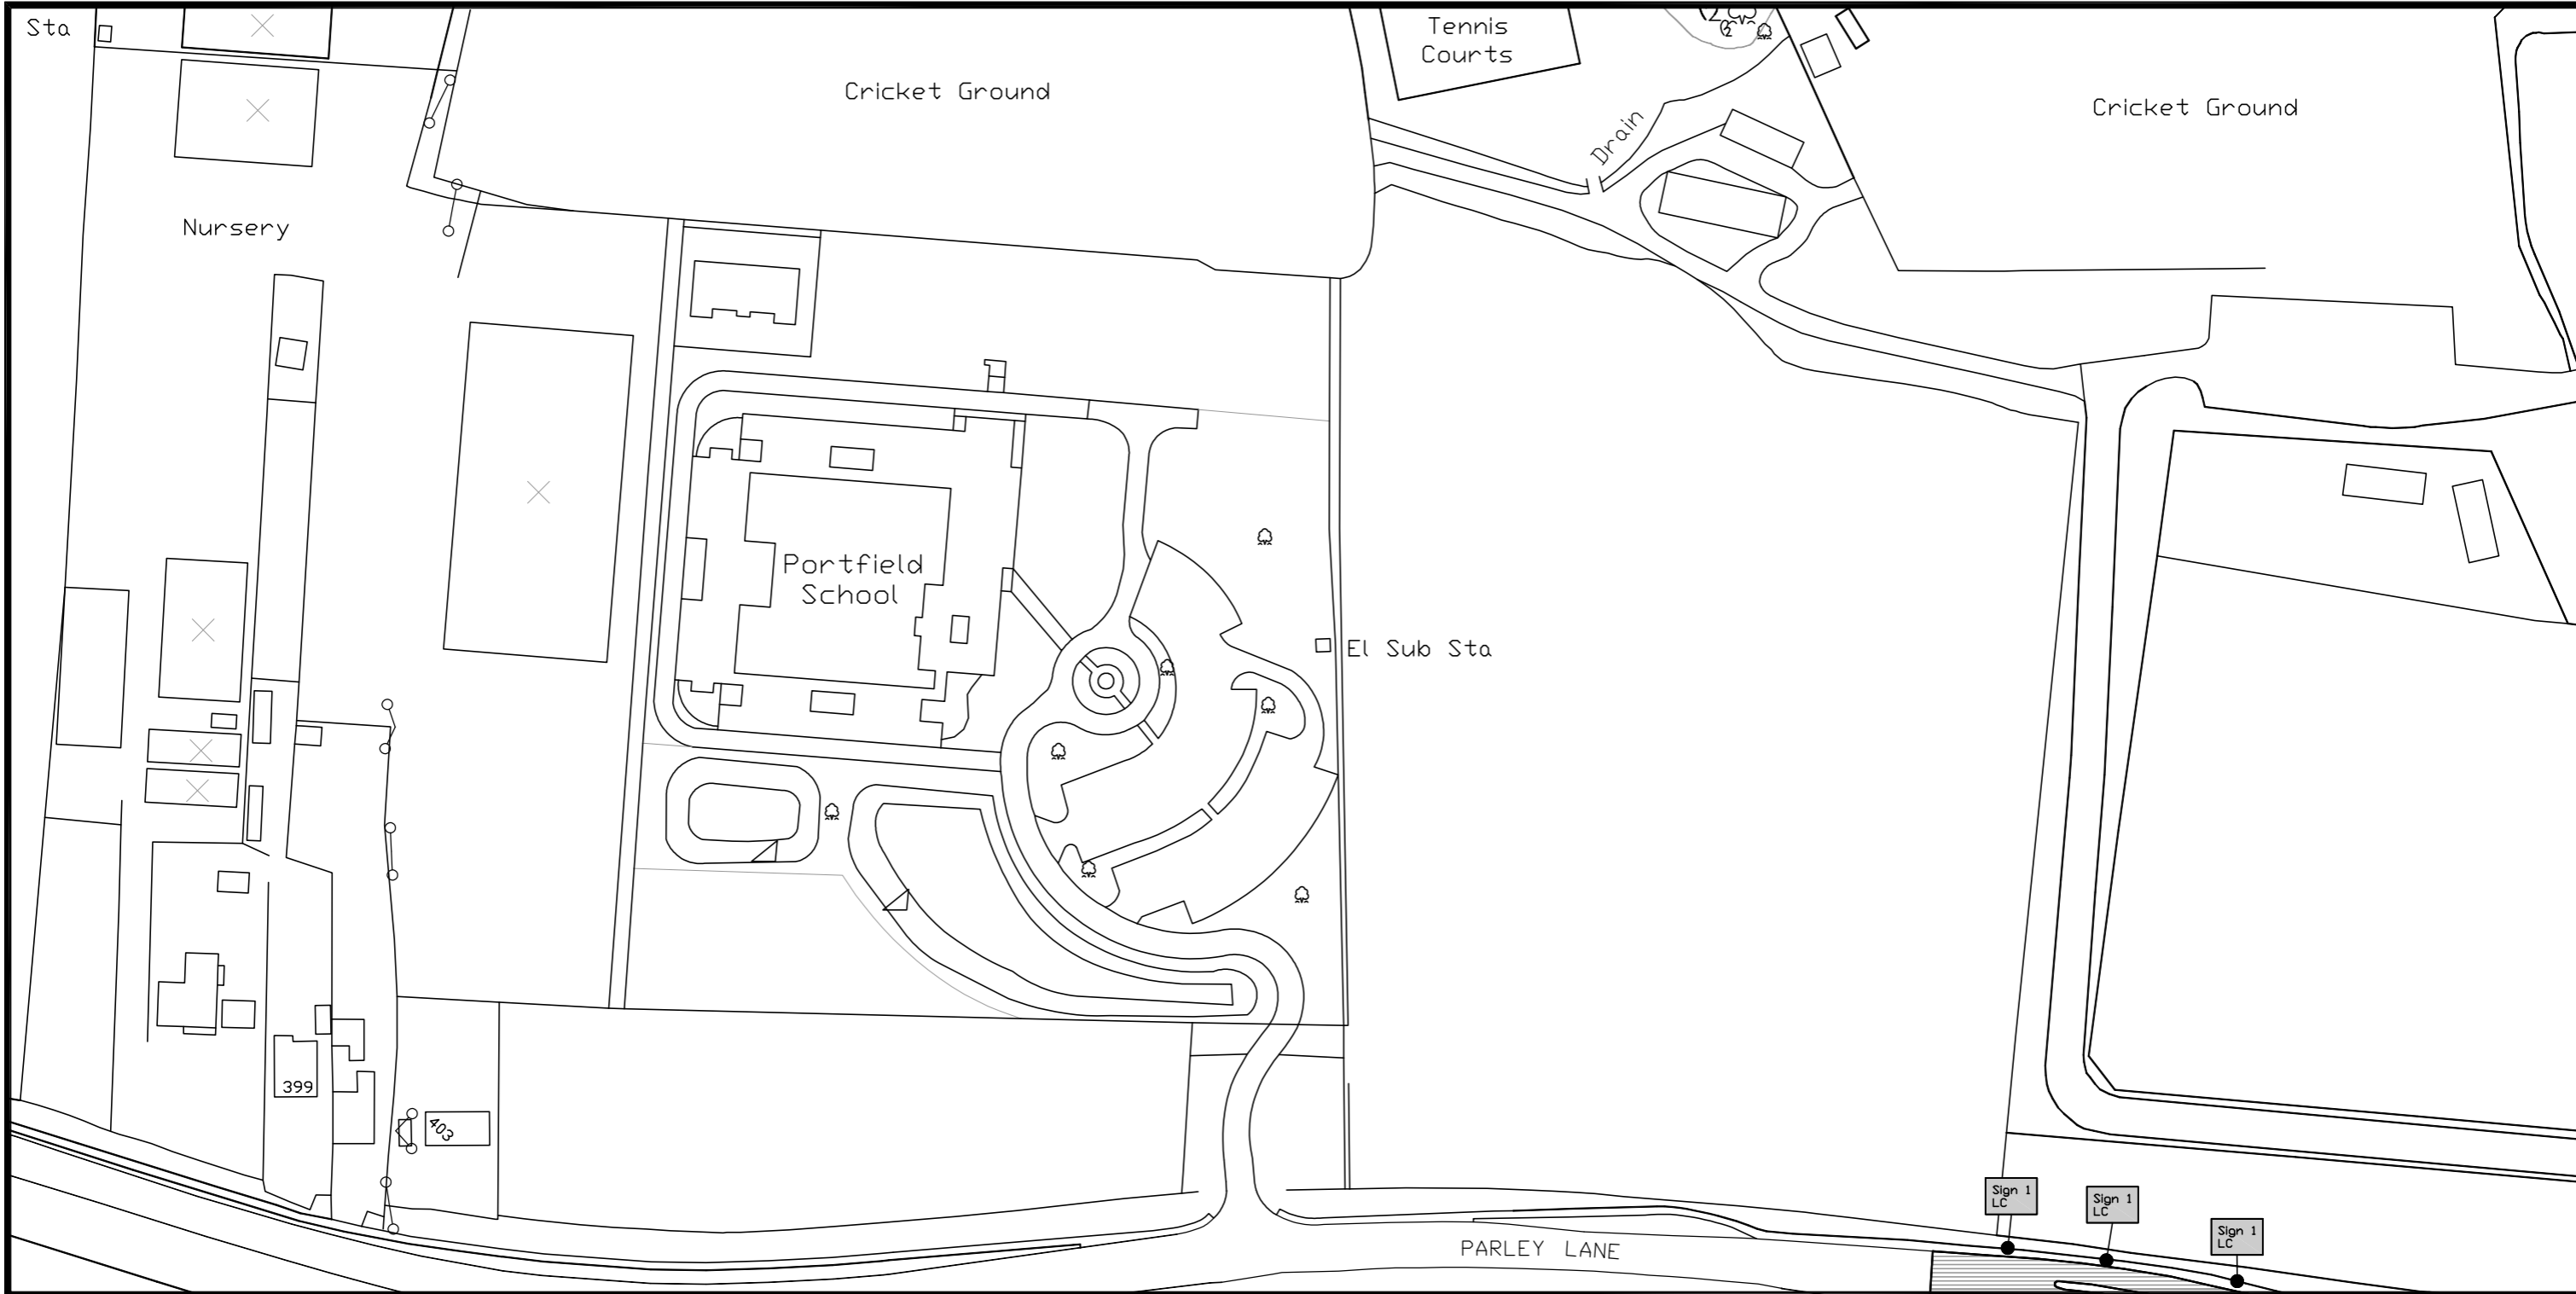 Sta
Tennis
Courts
Cricket Ground
Cricket Ground
Drain
Nursery
Portfield
School
El Sub Sta
399
403
Sign 1
LC
Sign 1
LC
Sign 1
LC
PARLEY LANE